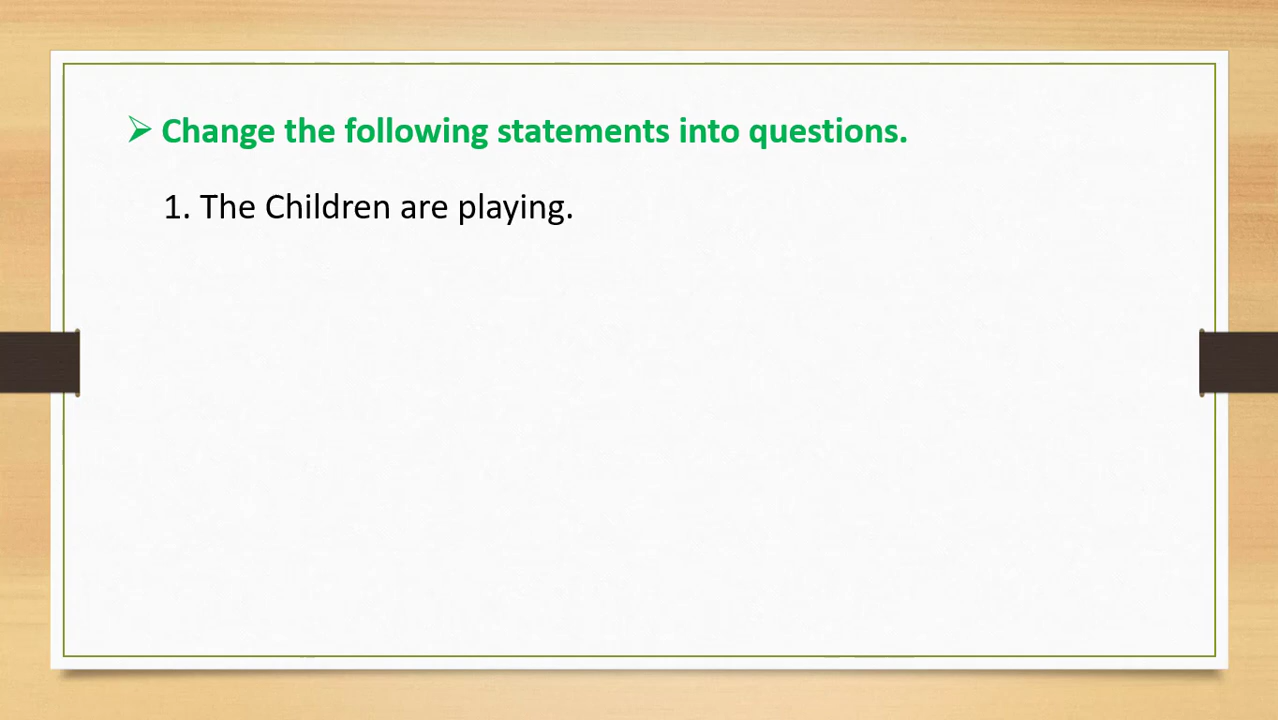 ➢ Change the following statements into questions.
1. The Children are playing.